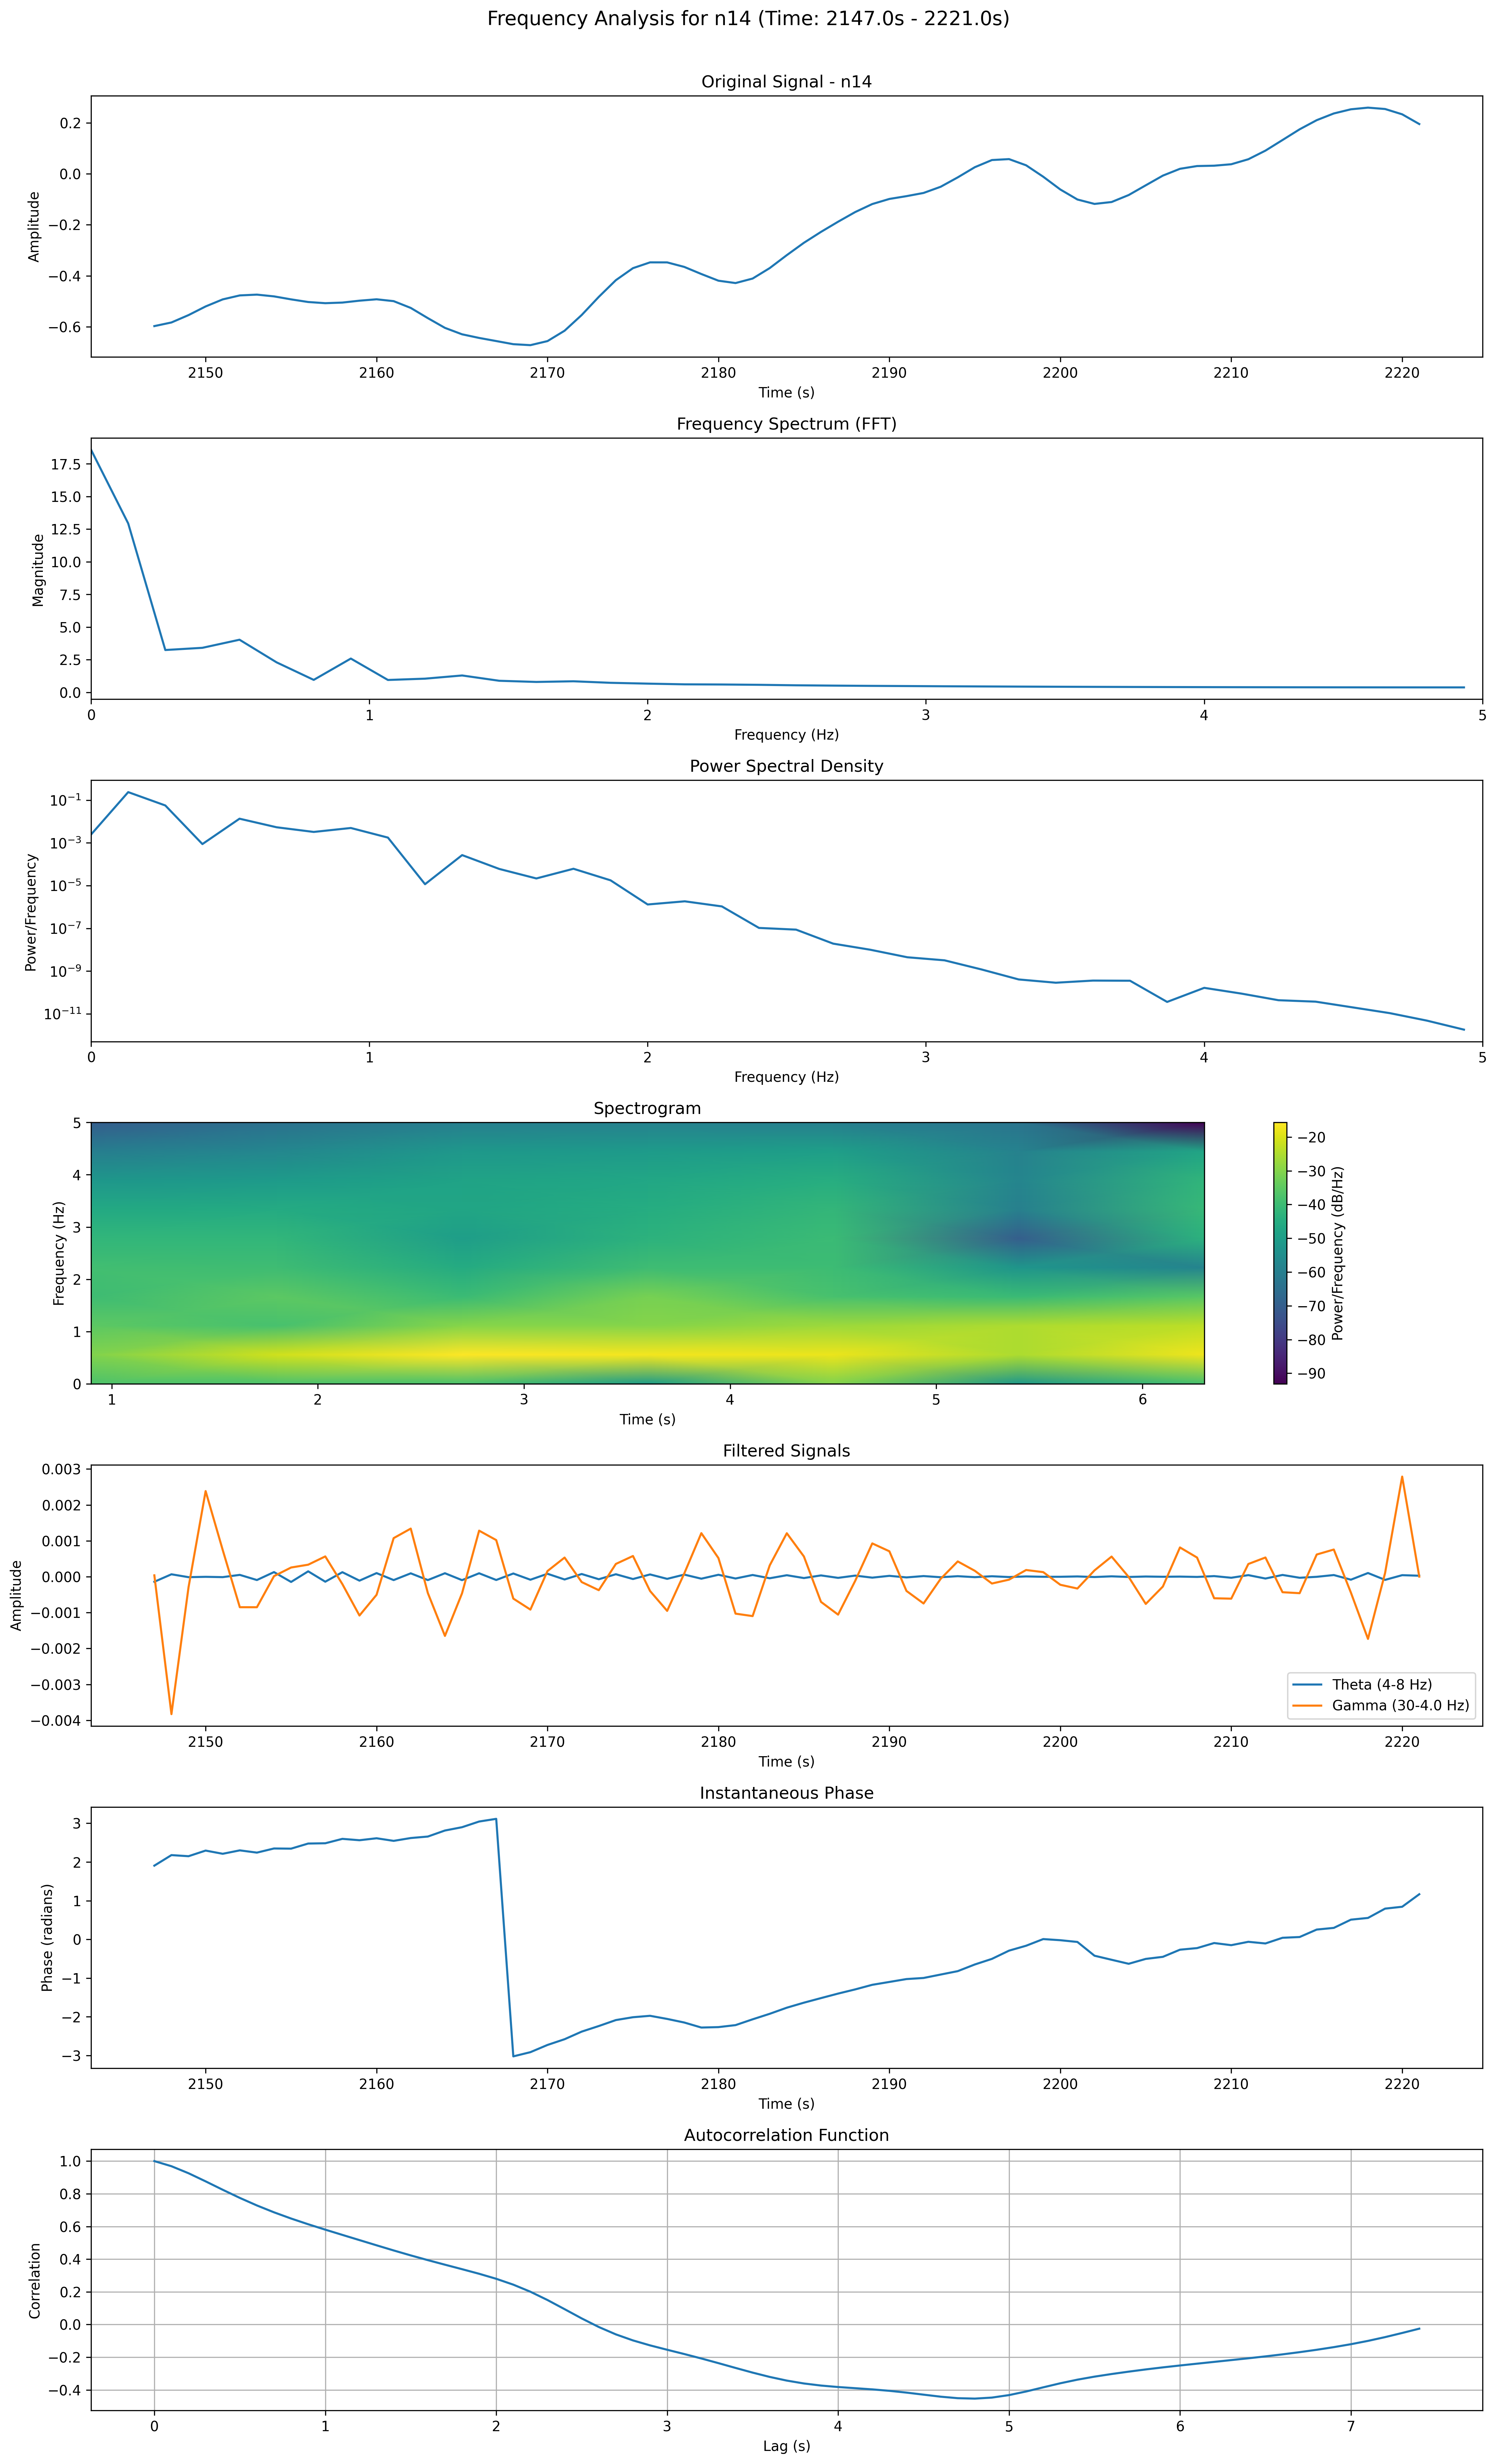 Frequency Analysis for n14 (Time: 2147.0s - 2221.0s)
Original Signal - n14
0.2
0.0
−0.2
−0.4
−0.6
Amplitude
2150 2160 2170 2180 2190 2200 2210 2220
Time (s)
Frequency Spectrum (FFT)
17.5
15.0
12.5
10.0
7.5
5.0
2.5
0.0
Magnitude
0 1 2 3 4 5
Frequency (Hz)
Power Spectral Density
10⁻¹
10⁻³
10⁻⁵
10⁻⁷
10⁻⁹
10⁻¹¹
Power/Frequency
0 1 2 3 4 5
Frequency (Hz)
Spectrogram
5
4
3
2
1
0
Frequency (Hz)
1 2 3 4 5 6
Time (s)
−20
−30
−40
−50
−60
−70
−80
−90
Power/Frequency (dB/Hz)
Filtered Signals
0.003
0.002
0.001
0.000
−0.001
−0.002
−0.003
−0.004
Amplitude
Theta (4-8 Hz)
Gamma (30-4.0 Hz)
2150 2160 2170 2180 2190 2200 2210 2220
Time (s)
Instantaneous Phase
3
2
1
0
−1
−2
−3
Phase (radians)
2150 2160 2170 2180 2190 2200 2210 2220
Time (s)
Autocorrelation Function
1.0
0.8
0.6
0.4
0.2
0.0
−0.2
−0.4
Correlation
0 1 2 3 4 5 6 7
Lag (s)